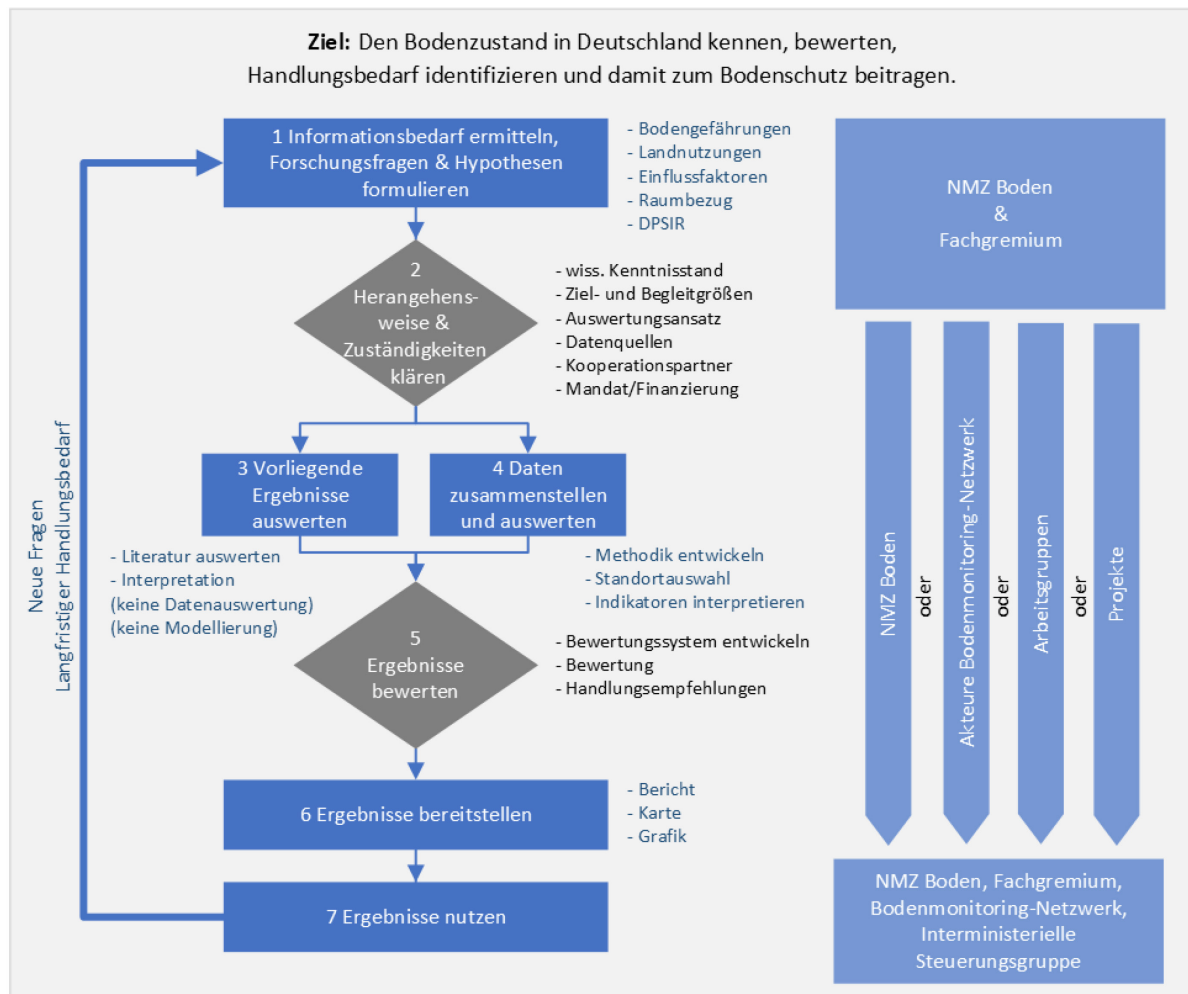 Ziel: Den Bodenzustand in Deutschland kennen, bewerten,
Handlungsbedarf identifizieren und damit zum Bodenschutz beitragen.
1 Informationsbedarf ermitteln,
Forschungsfragen & Hypothesen
formulieren
- Bodengefährungen
- Landnutzungen
- Einflussfaktoren
- Raumbezug
- DPSIR
2
Herangehens-
weise &
Zuständigkeiten
klären
- wiss. Kenntnisstand
- Ziel- und Begleitgrößen
- Auswertungsansatz
- Datenquellen
- Kooperationspartner
- Mandat/Finanzierung
3 Vorliegende
Ergebnisse
auswerten
4 Daten
zusammenstellen
und auswerten
- Literatur auswerten
- Interpretation
(keine Datenauswertung)
(keine Modellierung)
- Methodik entwickeln
- Standortauswahl
- Indikatoren interpretieren
5
Ergebnisse
bewerten
- Bewertungssystem entwickeln
- Bewertung
- Handlungsempfehlungen
6 Ergebnisse bereitstellen
- Bericht
- Karte
- Grafik
7 Ergebnisse nutzen
Neue Fragen
Langfristiger Handlungsbedarf
NMZ Boden
&
Fachgremium
NMZ Boden
oder
Akteure Bodenmonitoring-Netzwerk
oder
Arbeitsgruppen
oder
Projekte
NMZ Boden, Fachgremium,
Bodenmonitoring-Netzwerk,
Interministerielle
Steuerungsgruppe